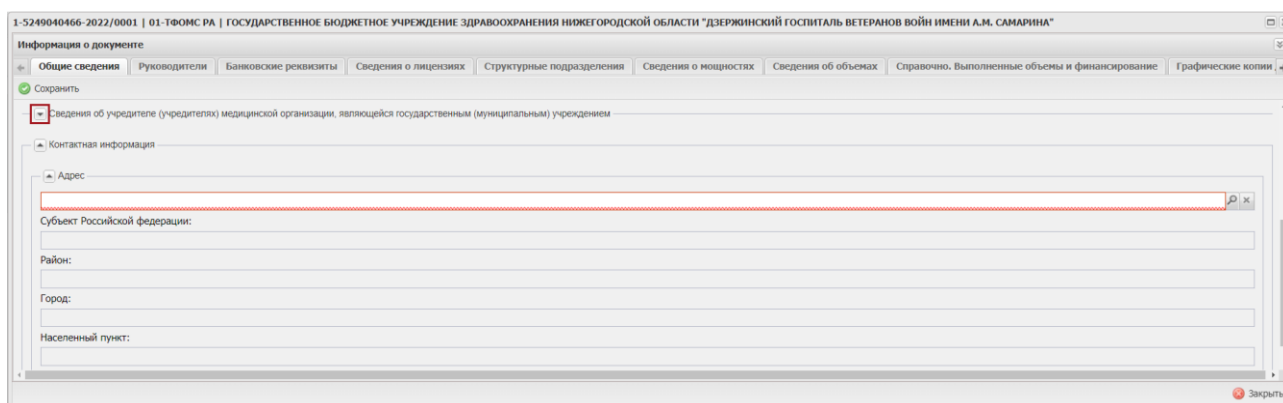 1-5249040466-2022/0001 | 01-ТФОМС РА | ГОСУДАРСТВЕННОЕ БЮДЖЕТНОЕ УЧРЕЖДЕНИЕ ЗДРАВООХРАНЕНИЯ НИЖЕГОРОДСКОЙ ОБЛАСТИ "ДЗЕРЖИНСКИЙ ГОСПИТАЛЬ ВЕТЕРАНОВ ВОЙН ИМЕНИ А.М. САМАРИНА"
Информация о документе
Общие сведения Руководители Банковские реквизиты Сведения о лицензиях Структурные подразделения Сведения о мощностях Сведения об объемах Справочно. Выполненные объемы и финансирование Графические копии
Сохранить
Сведения об учредителе (учредителях) медицинской организации, являющейся государственным (муниципальным) учреждением
Контактная информация
Адрес
Субъект Российской федерации:
Район:
Город:
Населенный пункт:
Закрыть